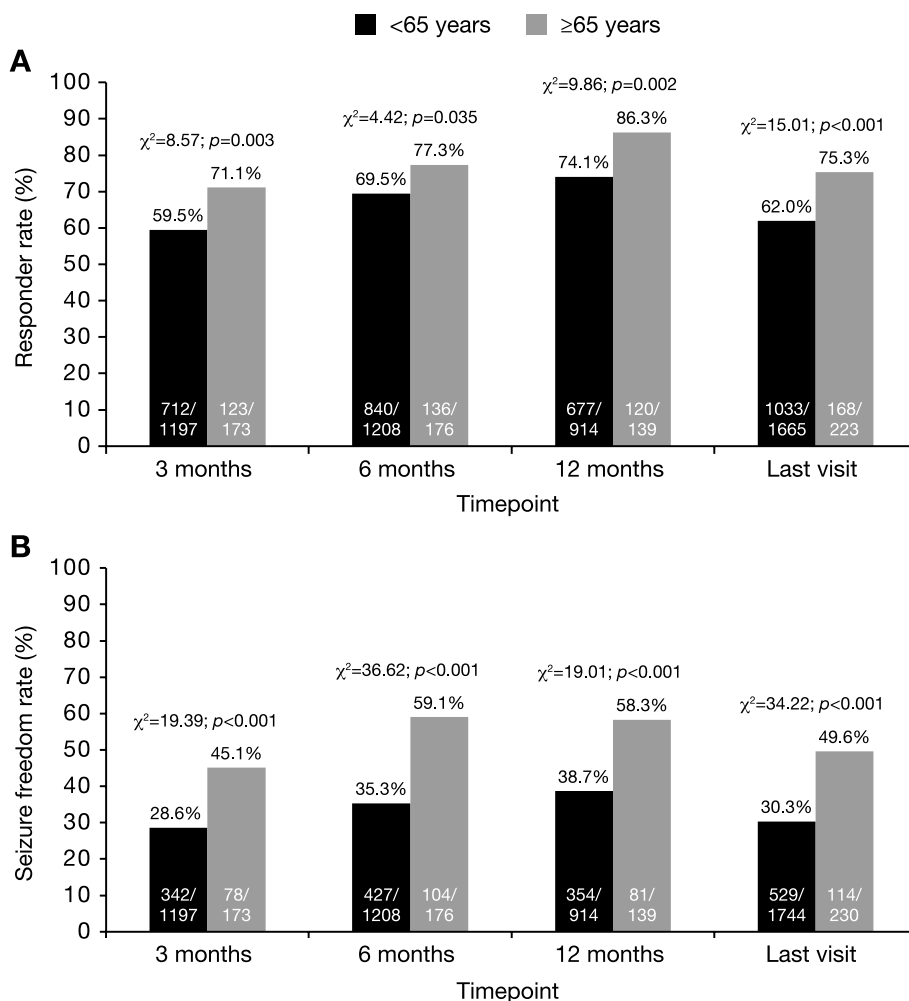 <65 years ≥65 years
A
Responder rate (%)
100
90
80
70
60
50
40
30
20
10
0
χ²=8.57; p=0.003
χ²=4.42; p=0.035
χ²=9.86; p=0.002
χ²=15.01; p<0.001
59.5% 71.1% 69.5% 77.3% 74.1% 86.3% 62.0% 75.3%
712/ 123/ 840/ 136/ 677/ 120/ 1033/ 168/
1197 173 1208 176 914 139 1665 223
3 months 6 months 12 months Last visit
Timepoint
B
Seizure freedom rate (%)
100
90
80
70
60
50
40
30
20
10
0
χ²=19.39; p<0.001
χ²=36.62; p<0.001
χ²=19.01; p<0.001
χ²=34.22; p<0.001
28.6% 45.1% 35.3% 59.1% 38.7% 58.3% 30.3% 49.6%
342/ 78/ 427/ 104/ 354/ 81/ 529/ 114/
1197 173 1208 176 914 139 1744 230
3 months 6 months 12 months Last visit
Timepoint